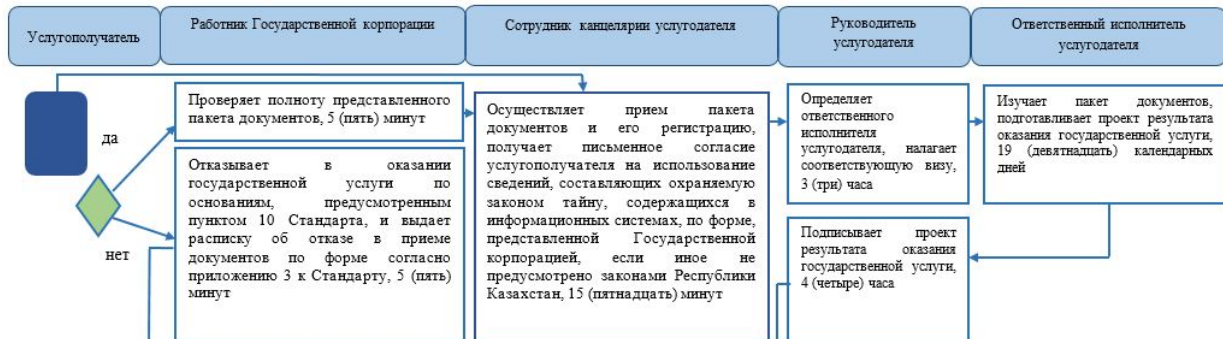 Услугополучатель
Работник Государственной корпорации
Сотрудник канцелярии услугодателя
Руководитель
услугодателя
Ответственный исполнитель
услугодателя
да
нет
Проверяет полноту представленного
пакета документов, 5 (пять) минут
Отказывает в оказании
государственной услуги по
основаниям, предусмотренным
пунктом 10 Стандарта, и выдает
расписку об отказе в приеме
документов по форме согласно
приложению 3 к Стандарту, 5 (пять)
минут
Осуществляет прием пакета
документов и его регистрацию,
получает письменное согласие
услугополучателя на использование
сведений, составляющих охраняемую
законом тайну, содержащихся в
информационных системах, по форме,
представленной Государственной
корпорацией, если иное не
предусмотрено законами Республики
Казахстан, 15 (пятнадцать) минут
Определяет
ответственного
исполнителя
услугодателя, налагает
соответствующую визу,
3 (три) часа
Подписывает проект
результата оказания
государственной услуги,
4 (четыре) часа
Изучает пакет документов,
подготавливает проект результата
оказания государственной услуги,
19 (девятнадцать) календарных
дней